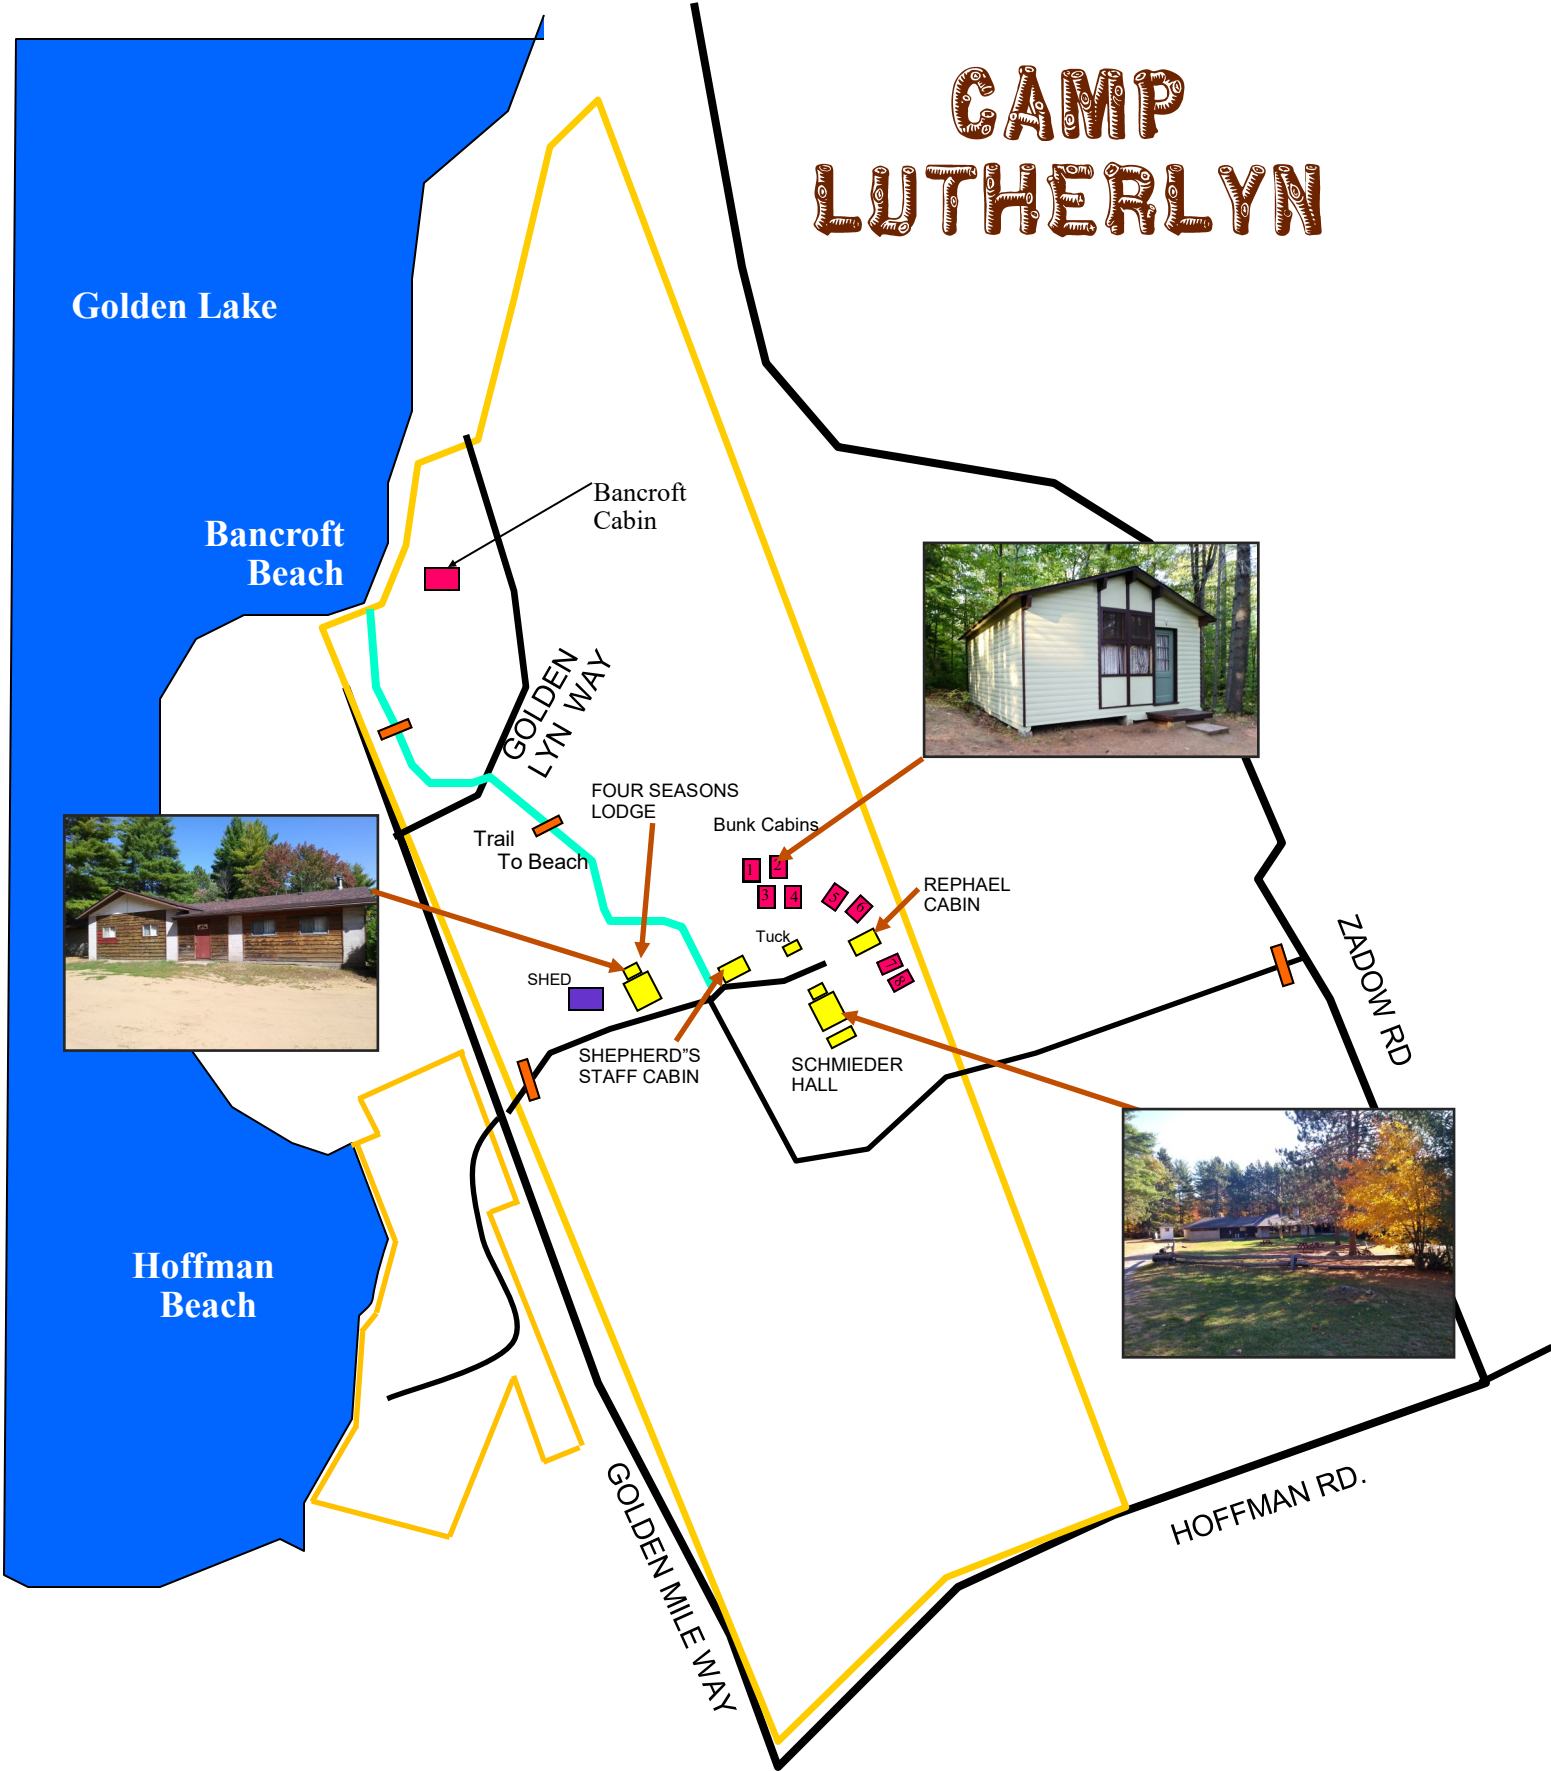 CAMP
LUTHERLYN
Golden Lake
Bancroft
Cabin
Bancroft
Beach
GOLDEN
LYN WAY
FOUR SEASONS
LODGE
Bunk Cabins
Trail
To Beach
1
2
3
4
5
6
7
8
REPHAEL
CABIN
Tuck
SHED
SHEPHERD"S
STAFF CABIN
SCHMIEDER
HALL
ZADOW RD
Hoffman
Beach
GOLDEN MILE WAY
HOFFMAN RD.